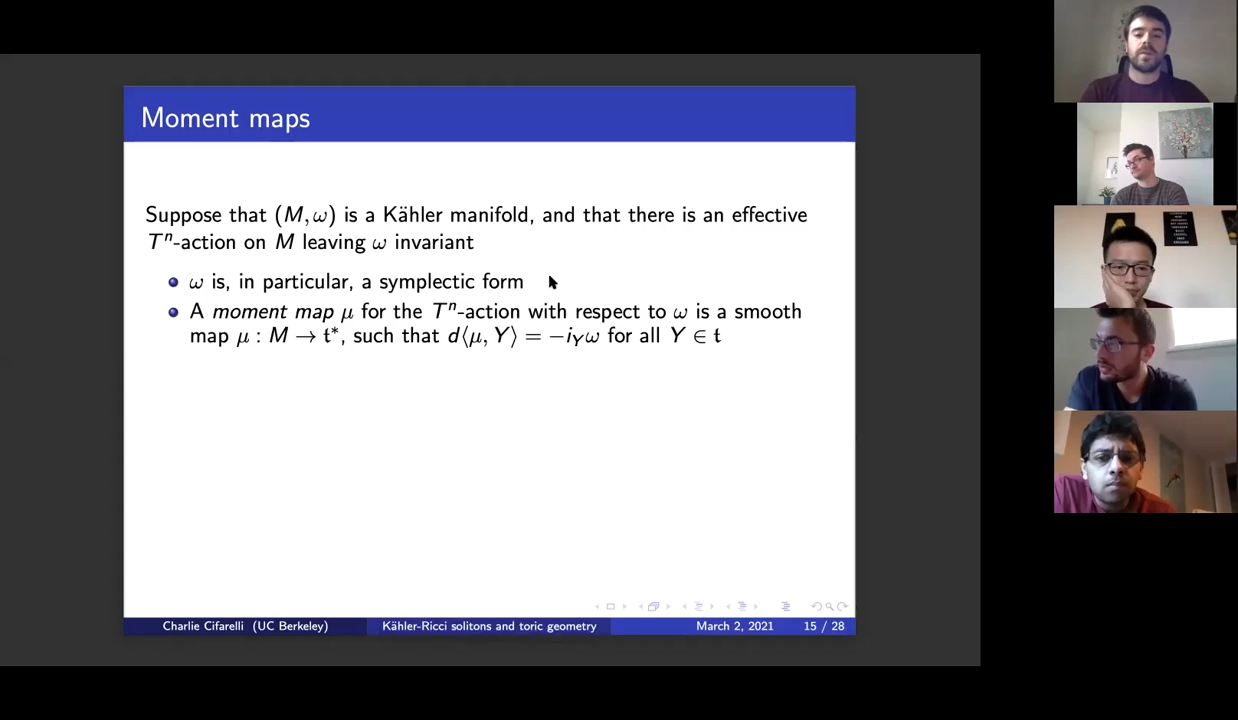 Moment maps
Suppose that (M, ω) is a Kähler manifold, and that there is an effective
Tⁿ-action on M leaving ω invariant
ω is, in particular, a symplectic form
A moment map μ for the Tⁿ-action with respect to ω is a smooth
map μ : M → 𝔱*, such that d⟨μ, Y⟩ = −i_Y ω for all Y ∈ 𝔱
Charlie Cifarelli (UC Berkeley)
Kähler-Ricci solitons and toric geometry
March 2, 2021
15 / 28